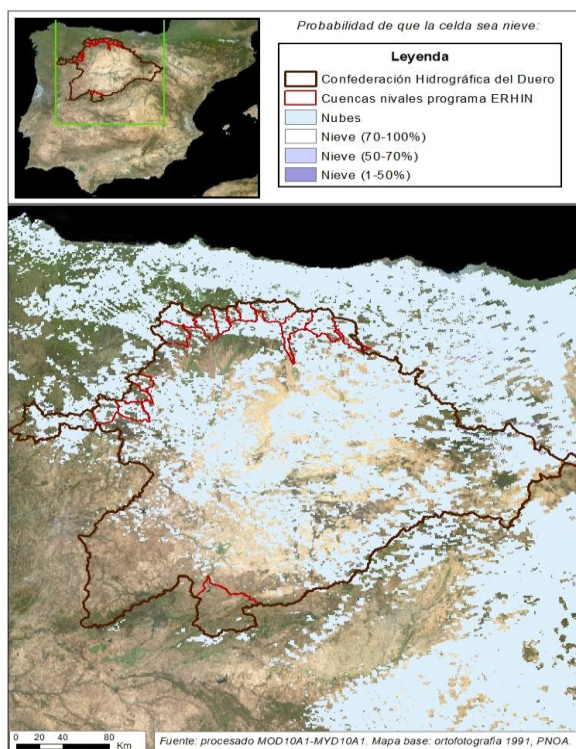 Probabilidad de que la celda sea nieve:
Leyenda
Confederación Hidrográfica del Duero
Cuencas nivales programa ERHIN
Nubes
Nieve (70-100%)
Nieve (50-70%)
Nieve (1-50%)
0 20 40 80
Km
Fuente: procesado MOD10A1-MYD10A1. Mapa base: ortofotografía 1991, PNOA